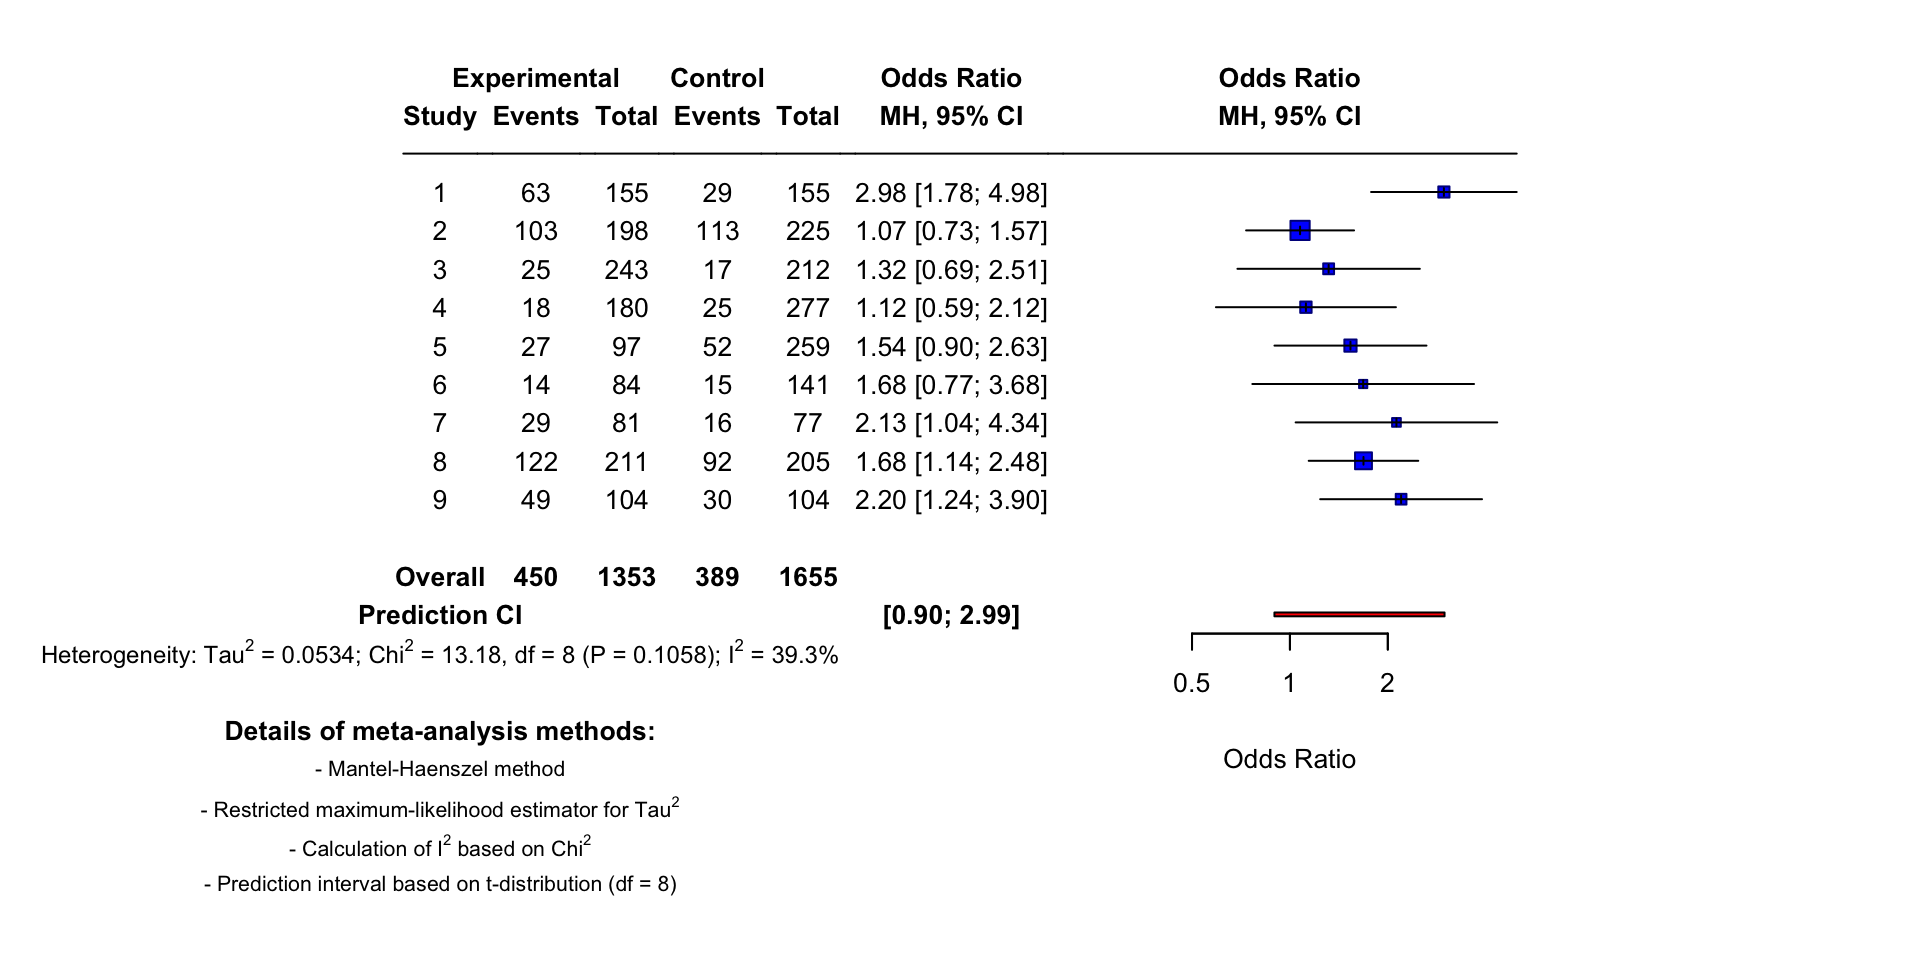 Experimental Control Odds Ratio Odds Ratio
Study Events Total Events Total MH, 95% CI MH, 95% CI
1 63 155 29 155 2.98 [1.78; 4.98]
2 103 198 113 225 1.07 [0.73; 1.57]
3 25 243 17 212 1.32 [0.69; 2.51]
4 18 180 25 277 1.12 [0.59; 2.12]
5 27 97 52 259 1.54 [0.90; 2.63]
6 14 84 15 141 1.68 [0.77; 3.68]
7 29 81 16 77 2.13 [1.04; 4.34]
8 122 211 92 205 1.68 [1.14; 2.48]
9 49 104 30 104 2.20 [1.24; 3.90]
Overall 450 1353 389 1655
Prediction CI [0.90; 2.99]
Heterogeneity: Tau² = 0.0534; Chi² = 13.18, df = 8 (P = 0.1058); I² = 39.3%
0.5 1 2
Odds Ratio
Details of meta-analysis methods:
- Mantel-Haenszel method
- Restricted maximum-likelihood estimator for Tau²
- Calculation of I² based on Chi²
- Prediction interval based on t-distribution (df = 8)